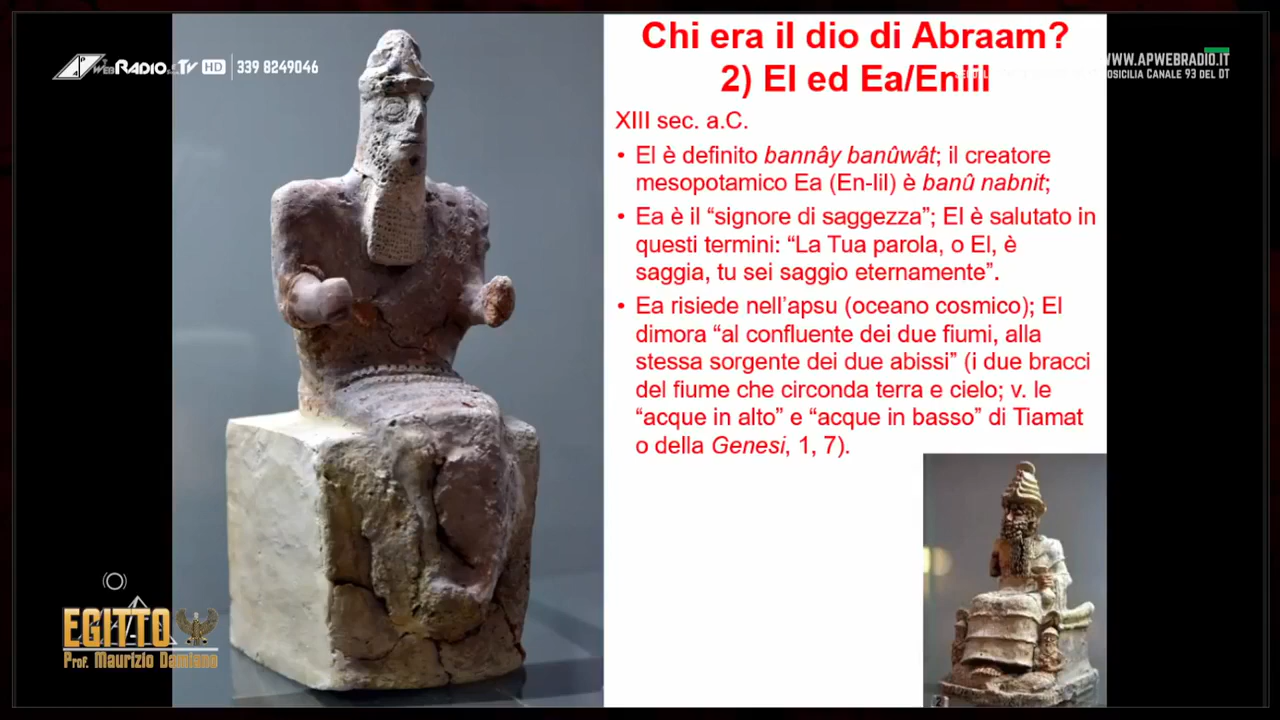 Chi era il dio di Abraam?
2) El ed Ea/Enlil
RADIO TV HD 339 8249046
WWW.APWEBRADIO.IT
OSICILIA CANALE 93 DEL DT
XIII sec. a.C.
• El è definito bannây banûwât; il creatore
mesopotamico Ea (En-lil) è banû nabnit;
• Ea è il “signore di saggezza”; El è salutato in
questi termini: “La Tua parola, o El, è
saggia, tu sei saggio eternamente”.
• Ea risiede nell’apsu (oceano cosmico); El
dimora “al confluente dei due fiumi, alla
stessa sorgente dei due abissi” (i due bracci
del fiume che circonda terra e cielo; v. le
“acque in alto” e “acque in basso” di Tiamat
o della Genesi, 1, 7).
EGITTO
Prof. Maurizio Damiano